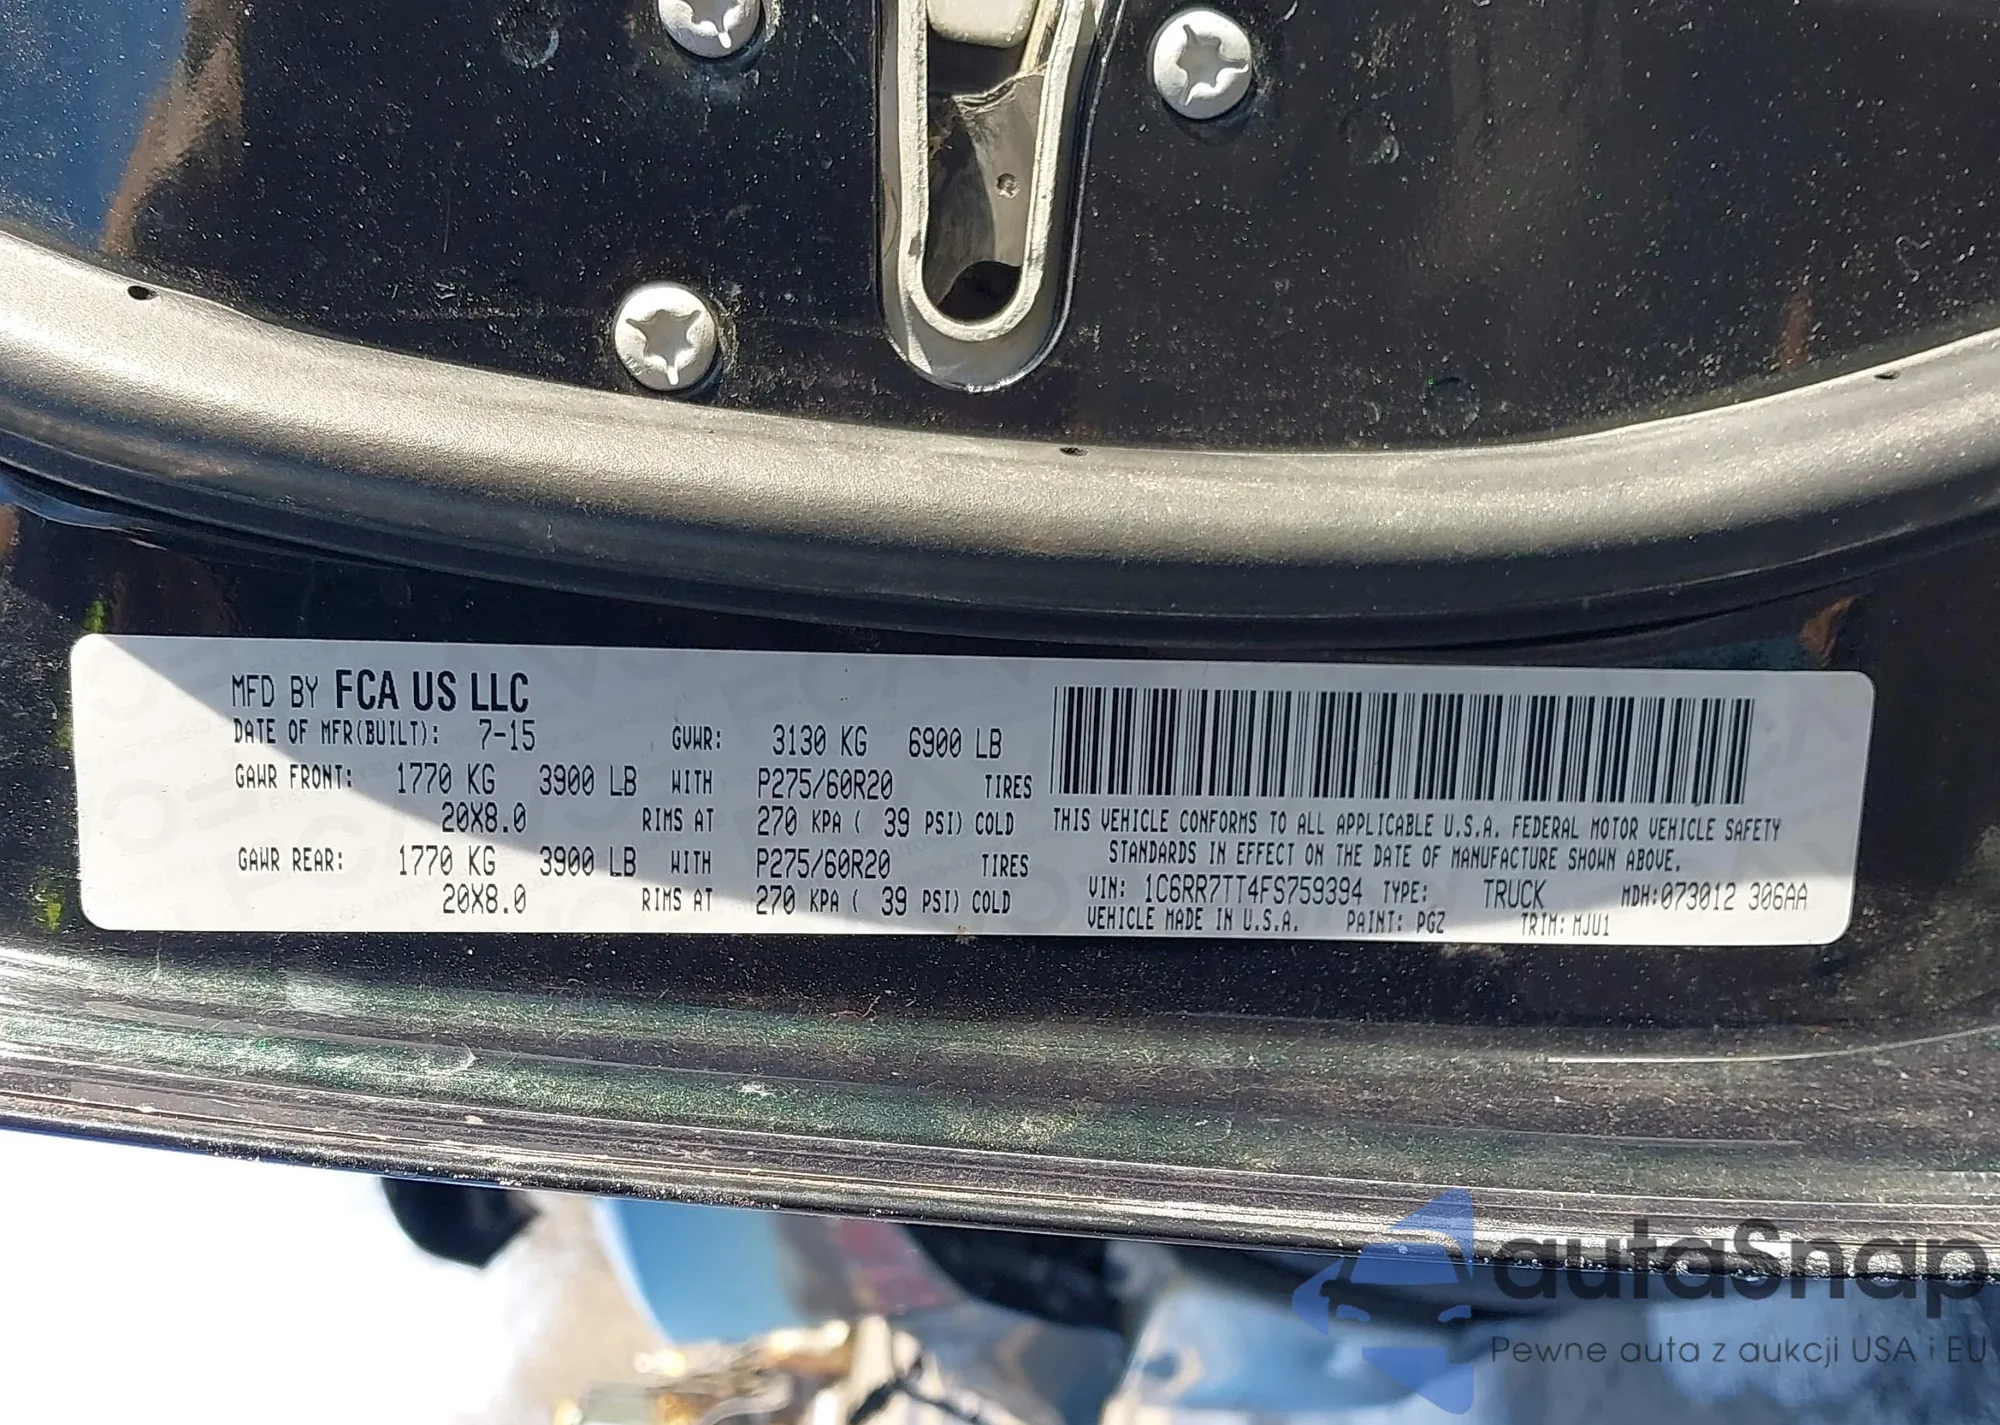 MFD BY FCA US LLC
DATE OF MFR(BUILT): 7-15 GVWR: 3130 KG 6900 LB
GAWR FRONT: 1770 KG 3900 LB WITH P275/60R20 TIRES
20X8.0 RIMS AT 270 KPA ( 39 PSI) COLD
GAWR REAR: 1770 KG 3900 LB WITH P275/60R20 TIRES
20X8.0 RIMS AT 270 KPA ( 39 PSI) COLD
THIS VEHICLE CONFORMS TO ALL APPLICABLE U.S.A. FEDERAL MOTOR VEHICLE SAFETY
STANDARDS IN EFFECT ON THE DATE OF MANUFACTURE SHOWN ABOVE.
VIN: 1C6RR7TT4FS759394 TYPE: TRUCK MDH:073012 306AA
VEHICLE MADE IN U.S.A. PAINT: PGZ TRIM: MJU1
autaSnap
Pewne auta z aukcji USA i EU